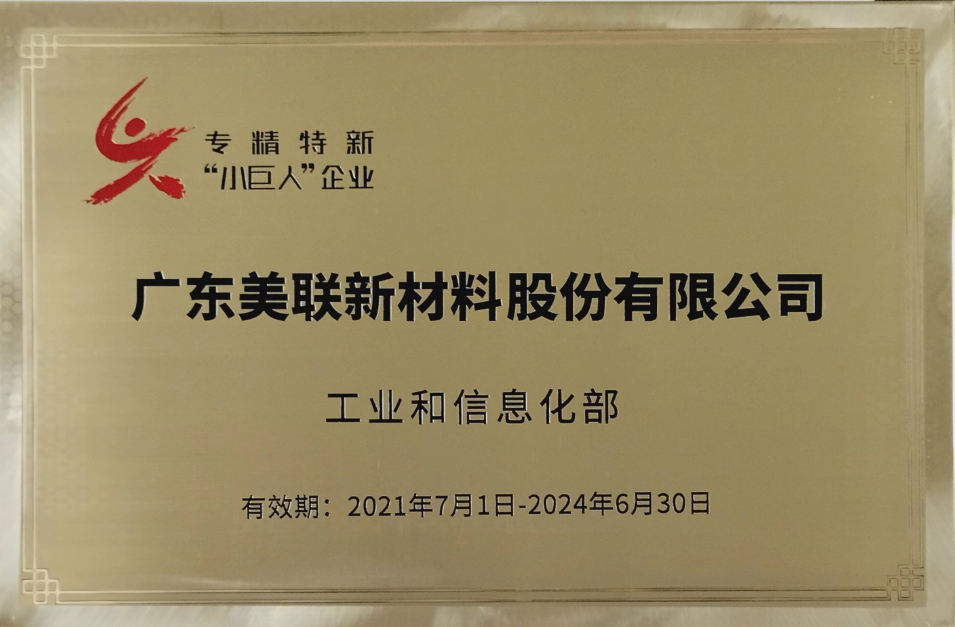 专精特新
“小巨人”企业
广东美联新材料股份有限公司
工业和信息化部
有效期：2021年7月1日-2024年6月30日